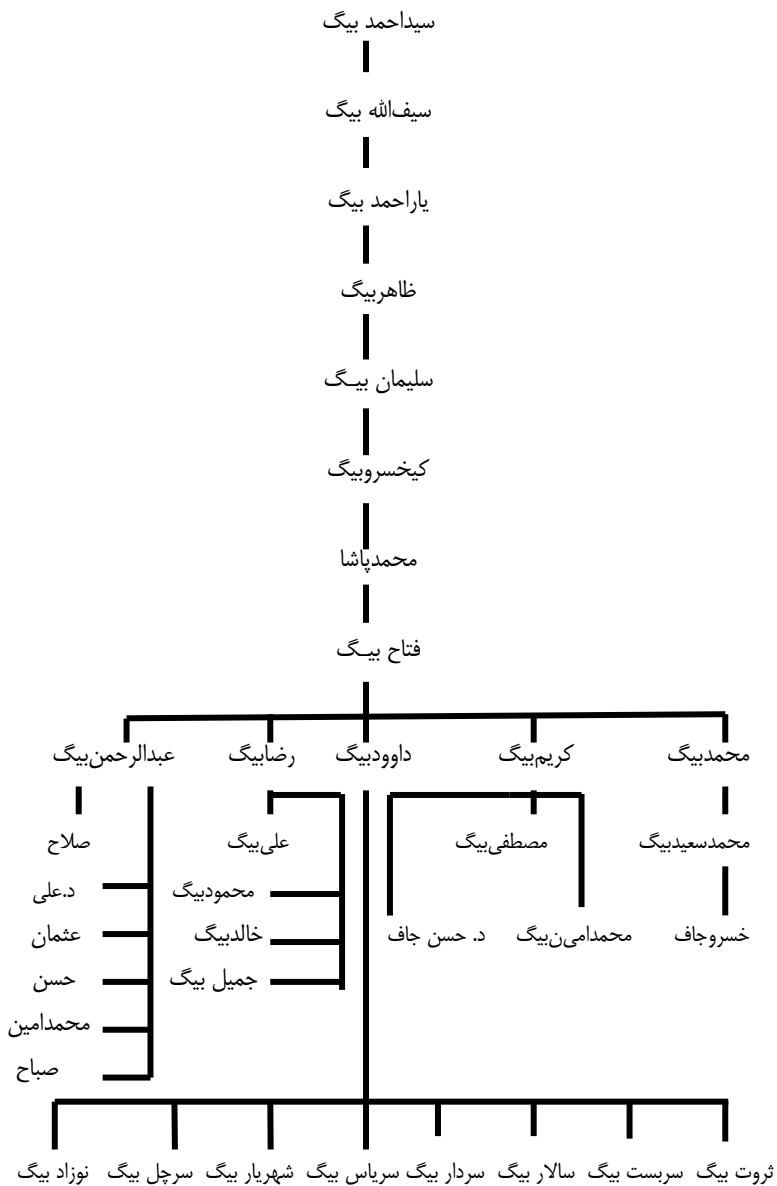 سیداحمد بیگ
سیف‌الله بیگ
یاراحمد بیگ
ظاهربیگ
سلیمان بیـگ
کیخسروبیگ
محمدپاشا
فتاح بیـگ
محمدبیگ کریم‌بیگ داوودبیگ رضابیگ عبدالرحمن‌بیگ
محمدسعیدبیگ مصطفی‌بیگ علی‌بیگ صلاح
محمودبیگ د.علی
خسروجاف محمدامی‌ن‌بیگ د. حسن جاف خالدبیگ عثمان
جمیل بیگ حسن
محمدامین
صباح
ثروت بیگ سربست بیگ سالار بیگ سردار بیگ سریاس بیگ شهریار بیگ سرچل بیگ نوزاد بیگ